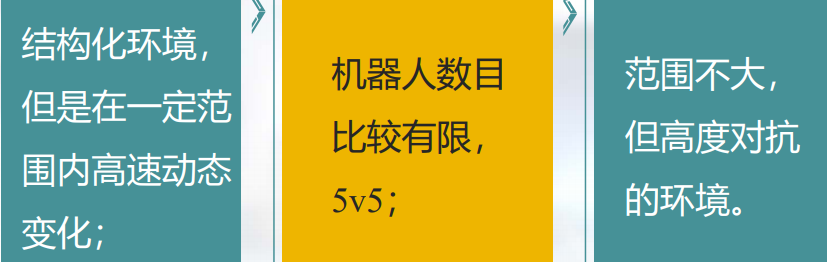 结构化环境，
但是在一定范
围内高速动态
变化；
机器人数目
比较有限，
5v5；
范围不大，
但高度对抗
的环境。